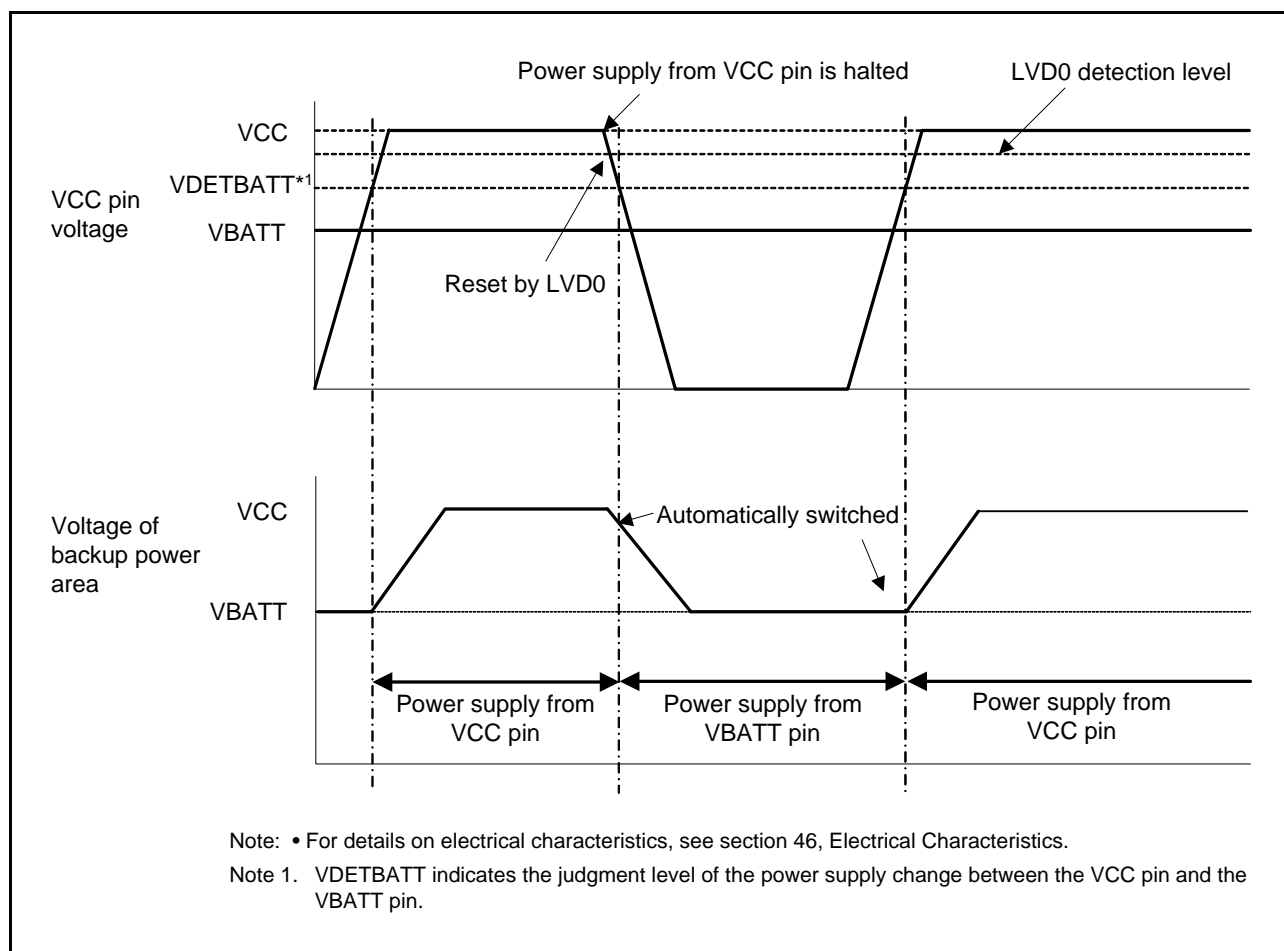 Power supply from VCC pin is halted
LVD0 detection level
VCC
VDETBATT*1
VCC pin
voltage
VBATT
Reset by LVD0
VCC
Automatically switched
Voltage of
backup power
area
VBATT
Power supply from
VCC pin
Power supply from
VBATT pin
Power supply from
VCC pin
Note: • For details on electrical characteristics, see section 46, Electrical Characteristics.
Note 1. VDETBATT indicates the judgment level of the power supply change between the VCC pin and the
VBATT pin.